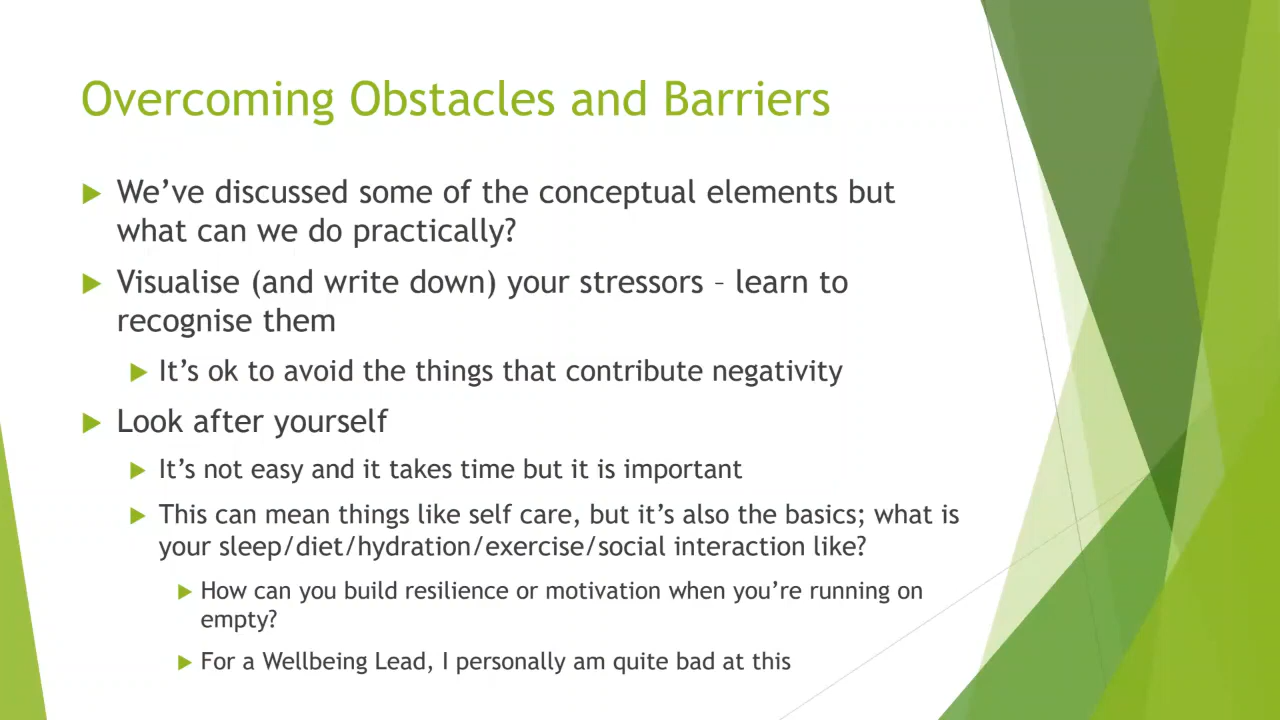 Overcoming Obstacles and Barriers
We’ve discussed some of the conceptual elements but
what can we do practically?
Visualise (and write down) your stressors – learn to
recognise them
It’s ok to avoid the things that contribute negativity
Look after yourself
It’s not easy and it takes time but it is important
This can mean things like self care, but it’s also the basics; what is
your sleep/diet/hydration/exercise/social interaction like?
How can you build resilience or motivation when you’re running on
empty?
For a Wellbeing Lead, I personally am quite bad at this